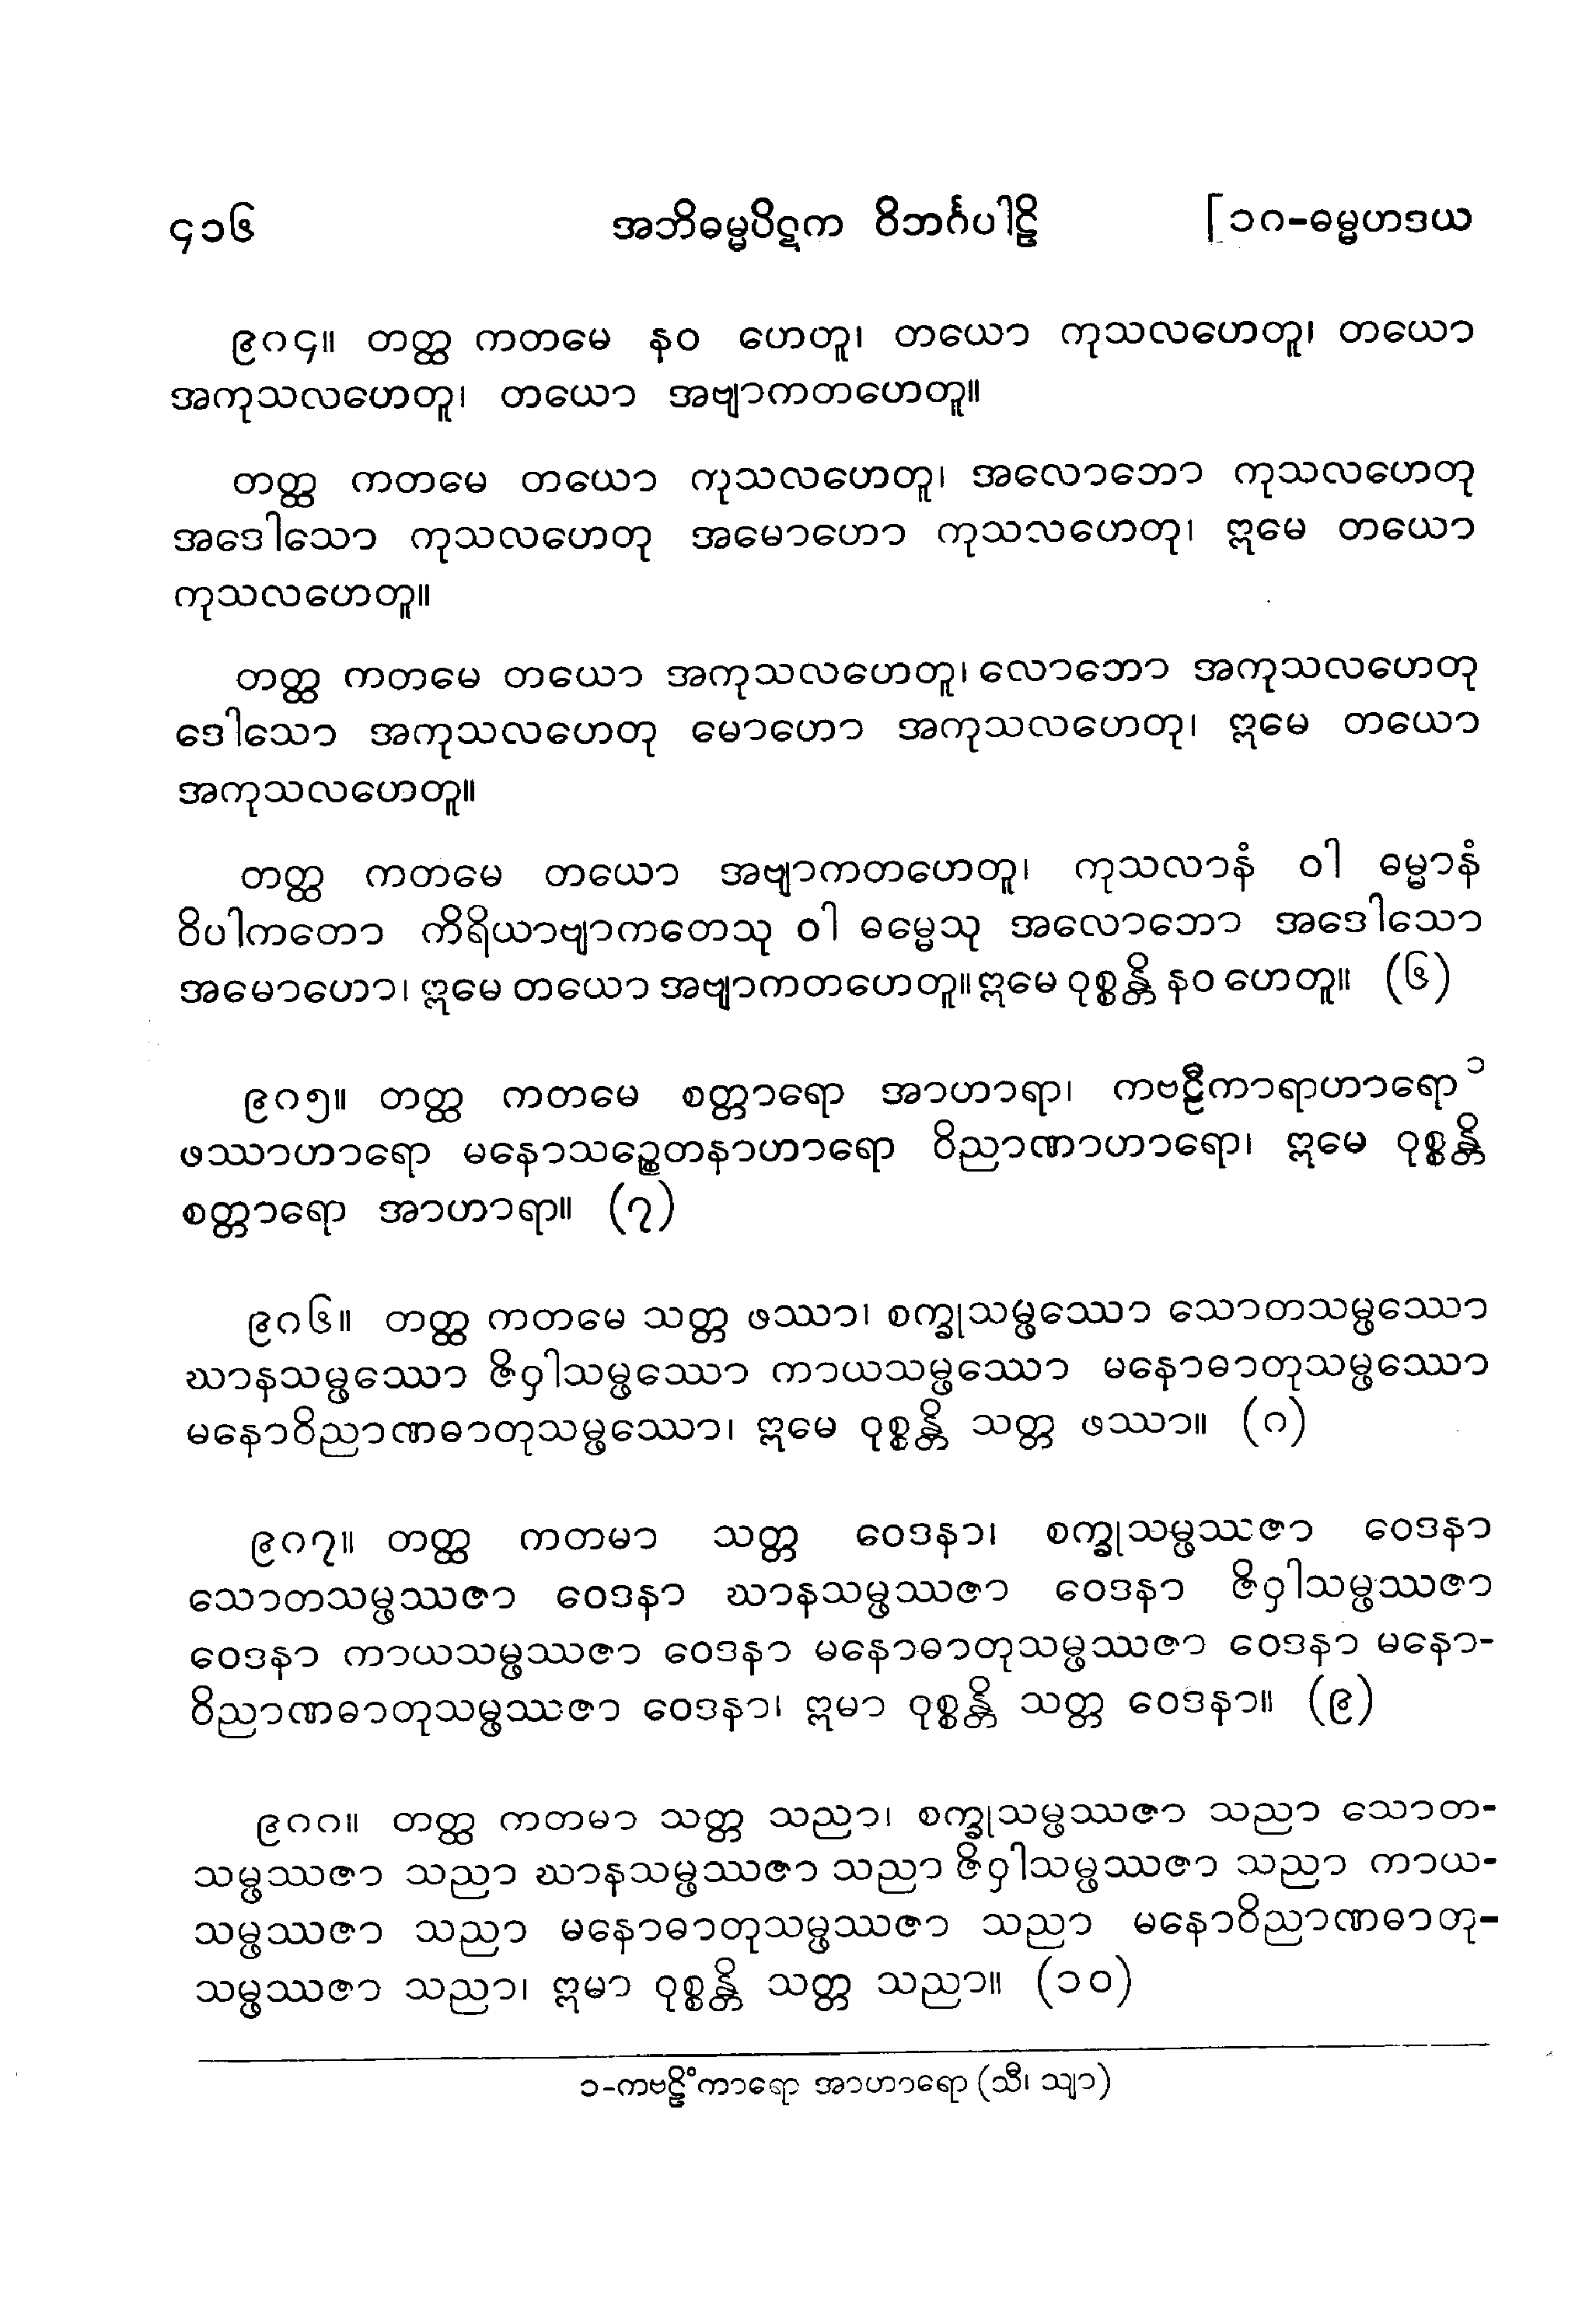 ၄၁၆ အဘိဓမ္မပိဋက ဝိဘင်္ဂပါဠိ [၁၈-ဓမ္မဟဒယ
၉၀၄။ တတ္ထ ကတမေ နဝ ဟေတူ၊ တယော ကုသလဟေတူ၊ တယော
အကုသလဟေတူ၊ တယော အဗျာကတဟေတူ။
တတ္ထ ကတမေ တယော ကုသလဟေတူ၊ အလောဘော ကုသလဟေတု
အဒေါသော ကုသလဟေတု အမောဟော ကုသလဟေတု၊ ဣမေ တယော
ကုသလဟေတူ။
တတ္ထ ကတမေ တယော အကုသလဟေတူ၊ လောဘော အကုသလဟေတု
ဒေါသော အကုသလဟေတု မောဟော အကုသလဟေတု၊ ဣမေ တယော
အကုသလဟေတူ။
တတ္ထ ကတမေ တယော အဗျာကတဟေတူ၊ ကုသလာနံ ဝါ ဓမ္မာနံ
ဝိပါကတော ကိရိယာဗျာကတေသု ဝါ ဓမ္မေသု အလောဘော အဒေါသော
အမောဟော၊ ဣမေ တယော အဗျာကတဟေတူ။ ဣမေ ဝုစ္စန္တိ နဝ ဟေတူ။ (၆)
၉၀၅။ တတ္ထ ကတမေ စတ္တာရော အာဟာရာ၊ ကဗဠီကာရာဟာရော ၁
ဖဿာဟာရော မနောသဉ္စေတနာဟာရော ဝိညာဏာဟာရော၊ ဣမေ ဝုစ္စန္တိ
စတ္တာရော အာဟာရာ။ (၇)
၉၀၆။ တတ္ထ ကတမေ သတ္တ ဖဿာ၊ စက္ခုသမ္ဖဿော သောတသမ္ဖဿော
ဃာနသမ္ဖဿော ဇိဝှါသမ္ဖဿော ကာယသမ္ဖဿော မနောဓာတုသမ္ဖဿော
မနောဝိညာဏဓာတုသမ္ဖဿော၊ ဣမေ ဝုစ္စန္တိ သတ္တ ဖဿာ။ (၈)
၉၀၇။ တတ္ထ ကတမာ သတ္တ ဝေဒနာ၊ စက္ခုသမ္ဖဿဇာ ဝေဒနာ
သောတသမ္ဖဿဇာ ဝေဒနာ ဃာနသမ္ဖဿဇာ ဝေဒနာ ဇိဝှါသမ္ဖဿဇာ
ဝေဒနာ ကာယသမ္ဖဿဇာ ဝေဒနာ မနောဓာတုသမ္ဖဿဇာ ဝေဒနာ မနော-
ဝိညာဏဓာတုသမ္ဖဿဇာ ဝေဒနာ၊ ဣမာ ဝုစ္စန္တိ သတ္တ ဝေဒနာ။ (၉)
၉၀၈။ တတ္ထ ကတမာ သတ္တ သညာ၊ စက္ခုသမ္ဖဿဇာ သညာ သောတ-
သမ္ဖဿဇာ သညာ ဃာနသမ္ဖဿဇာ သညာ ဇိဝှါသမ္ဖဿဇာ သညာ ကာယ-
သမ္ဖဿဇာ သညာ မနောဓာတုသမ္ဖဿဇာ သညာ မနောဝိညာဏဓာတု-
သမ္ဖဿဇာ သညာ၊ ဣမာ ဝုစ္စန္တိ သတ္တ သညာ။ (၁၀)
၁-ကဗဠိံကာရော အာဟာရော (သီ၊ သျာ)